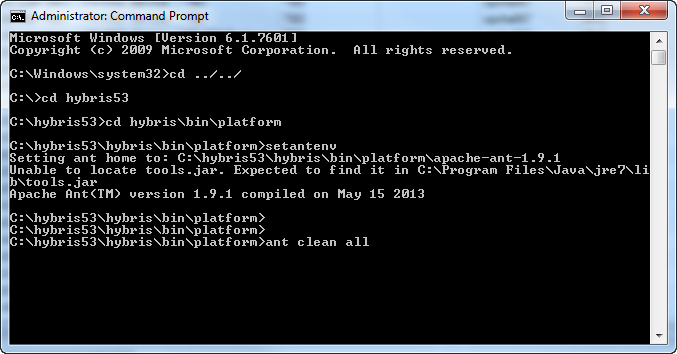 Administrator: Command Prompt
Microsoft Windows [Version 6.1.7601]
Copyright (c) 2009 Microsoft Corporation.  All rights reserved.
C:\Windows\system32>cd ../../
C:\>cd hybris53
C:\hybris53>cd hybris\bin\platform
C:\hybris53\hybris\bin\platform>setantenv
Setting ant home to: C:\hybris53\hybris\bin\platform\apache-ant-1.9.1
Unable to locate tools.jar. Expected to find it in C:\Program Files\Java\jre7\li
b\tools.jar
Apache Ant(TM) version 1.9.1 compiled on May 15 2013
C:\hybris53\hybris\bin\platform>
C:\hybris53\hybris\bin\platform>
C:\hybris53\hybris\bin\platform>ant clean all